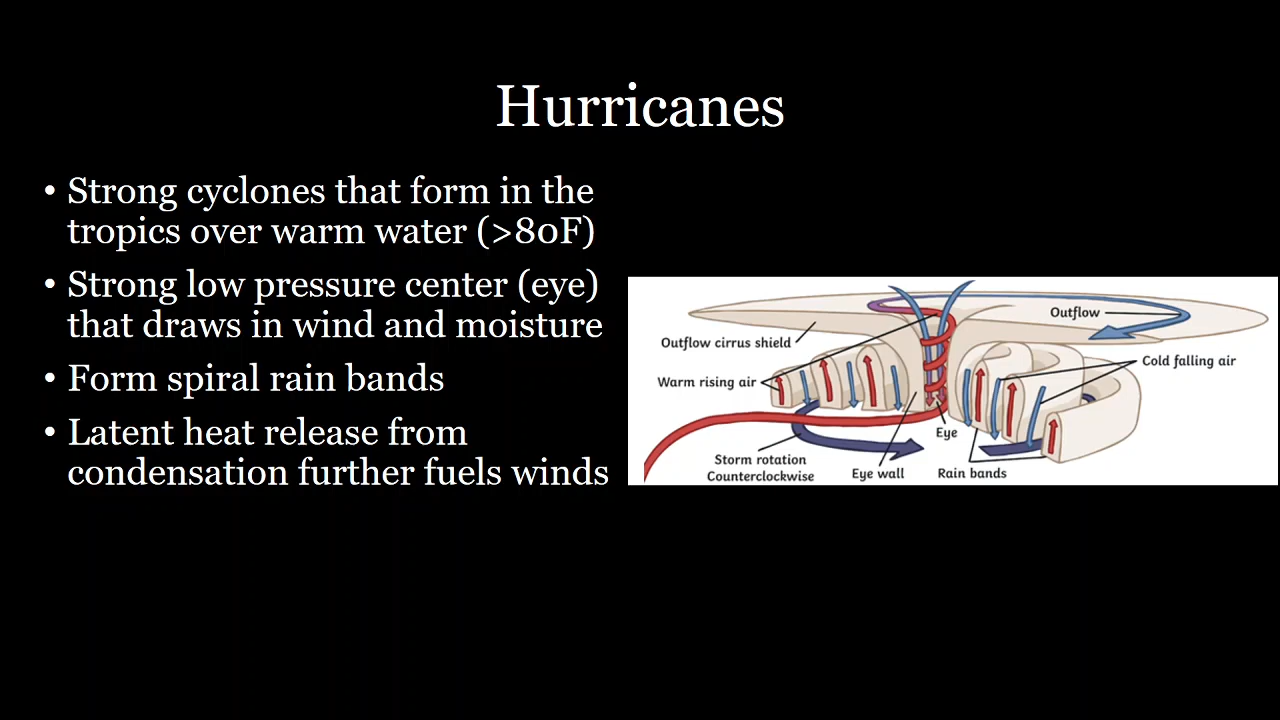 Hurricanes
• Strong cyclones that form in the
tropics over warm water (>80F)
• Strong low pressure center (eye)
that draws in wind and moisture
• Form spiral rain bands
• Latent heat release from
condensation further fuels winds
Outflow
Outflow cirrus shield
Cold falling air
Warm rising air
Eye
Storm rotation
Counterclockwise
Eye wall
Rain bands